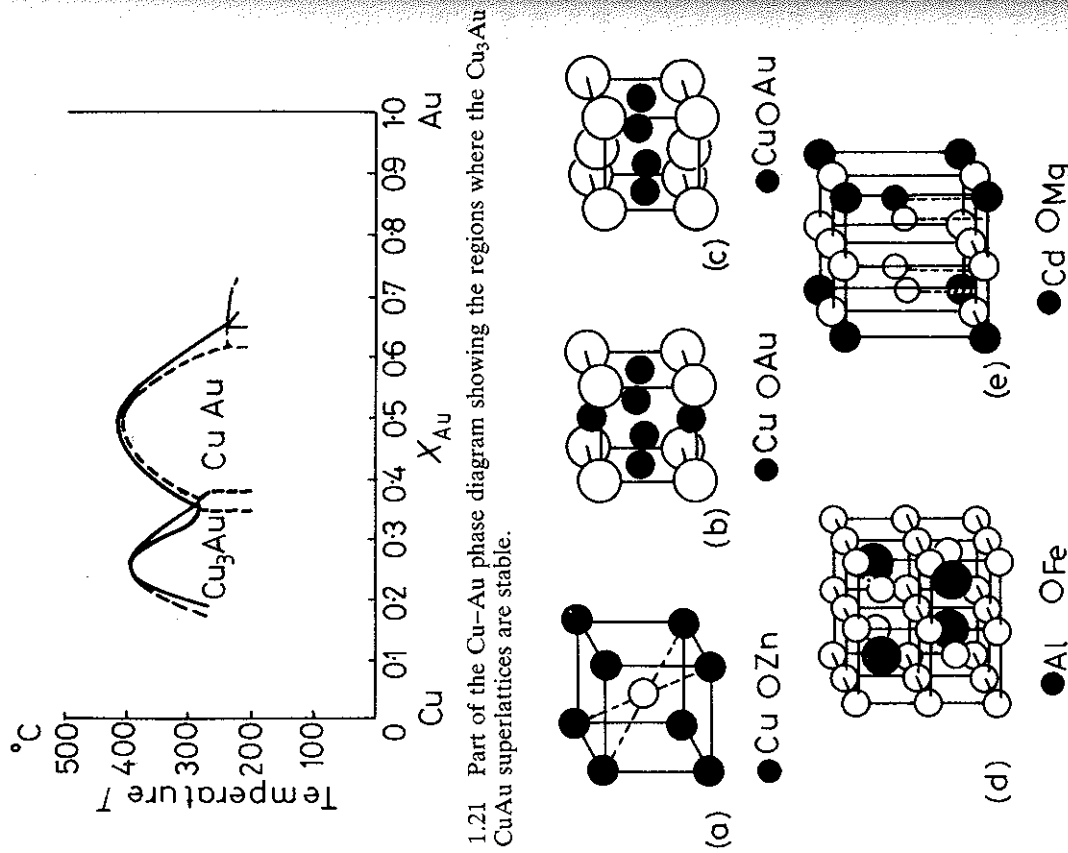 °C
500
400
300
200
100
0
Temperature T
Cu₃Au
Cu Au
0·1
0·2
0·3
0·4
0·5
0·6
0·7
0·8
0·9
1·0
Cu
X_Au
Au
1.21 Part of the Cu–Au phase diagram showing the regions where the Cu₃Au
CuAu superlattices are stable.
(a)
Cu Zn
(b)
Cu Au
(c)
Cu Au
(d)
Al Fe
(e)
Cd Mg